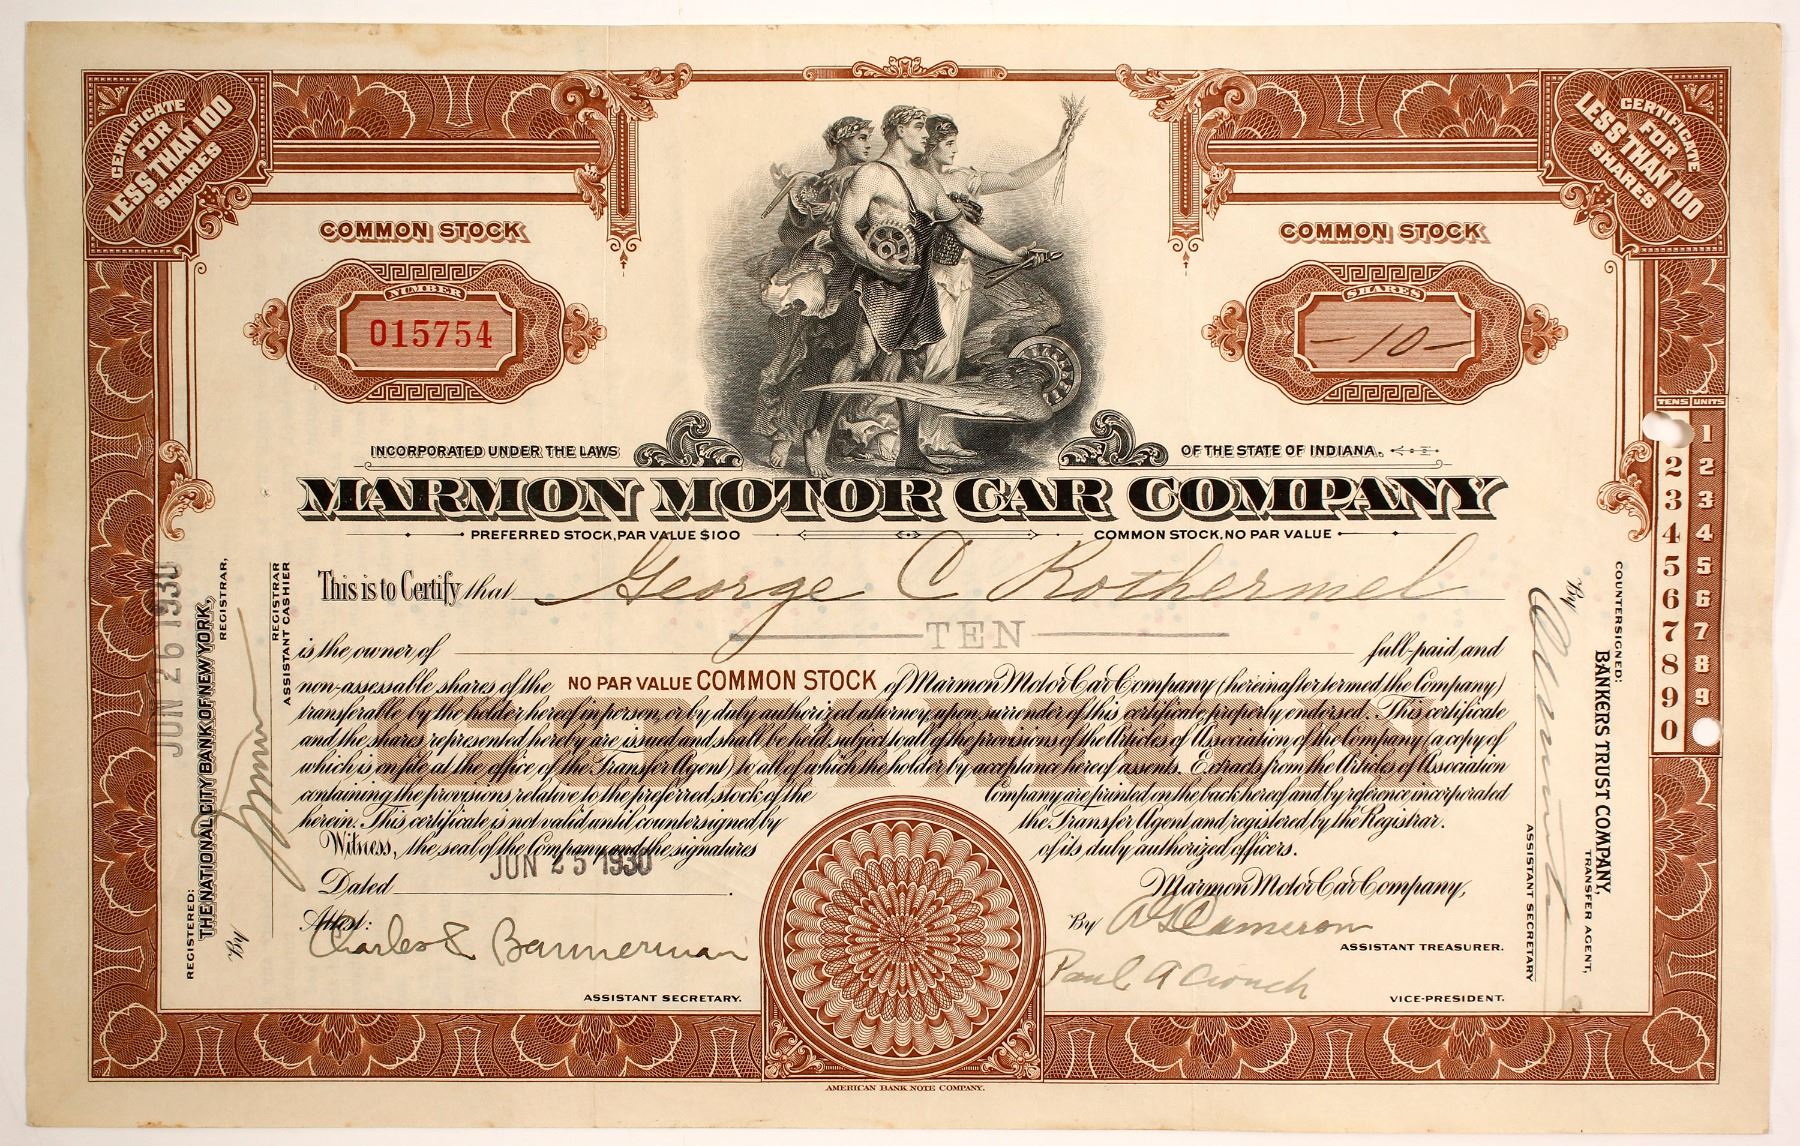 CERTIFICATE
FOR
LESS THAN 100
SHARES
CERTIFICATE
FOR
LESS THAN 100
SHARES
COMMON STOCK
COMMON STOCK
NUMBER
015754
SHARES
— 10 —
INCORPORATED UNDER THE LAWS OF THE STATE OF INDIANA.
MARMON MOTOR CAR COMPANY
PREFERRED STOCK, PAR VALUE $100 COMMON STOCK, NO PAR VALUE
This is to Certify that George C Rothermel
is the owner of TEN full-paid and
non-assessable shares of the NO PAR VALUE COMMON STOCK of Marmon Motor Car Company (hereinafter termed the Company)
transferable by the holder hereof in person, or by duly authorized attorney upon surrender of this certificate properly endorsed. This certificate
and the shares represented hereby are issued and shall be held subject to all of the provisions of the Articles of Association of the Company (a copy of
which is on file at the office of the Transfer Agent) to all of which the holder by acceptance hereof assents. Extracts from the Articles of Association
containing the provisions relative to the preferred stock of the Company are printed on the back hereof and by reference incorporated
herein. This certificate is not valid until countersigned by the Transfer Agent and registered by the Registrar.
Witness, the seal of the Company and the signatures of its duly authorized officers.
Dated JUN 25 1930
Marmon Motor Car Company,
Attest:
Charles E Bannerman
ASSISTANT SECRETARY.
By Cameron
ASSISTANT TREASURER.
Paul A Crouch
VICE-PRESIDENT.
AMERICAN BANK NOTE COMPANY.
JUN 26 1930
REGISTERED:
THE NATIONAL CITY BANK OF NEW YORK,
REGISTRAR.
By
REGISTRAR
ASSISTANT CASHIER
COUNTERSIGNED:
BANKERS TRUST COMPANY,
TRANSFER AGENT,
By
ASSISTANT SECRETARY
TENS UNITS
1
2 2
3 3
4 4
5 5
6 6
7 7
8 8
9 9
0